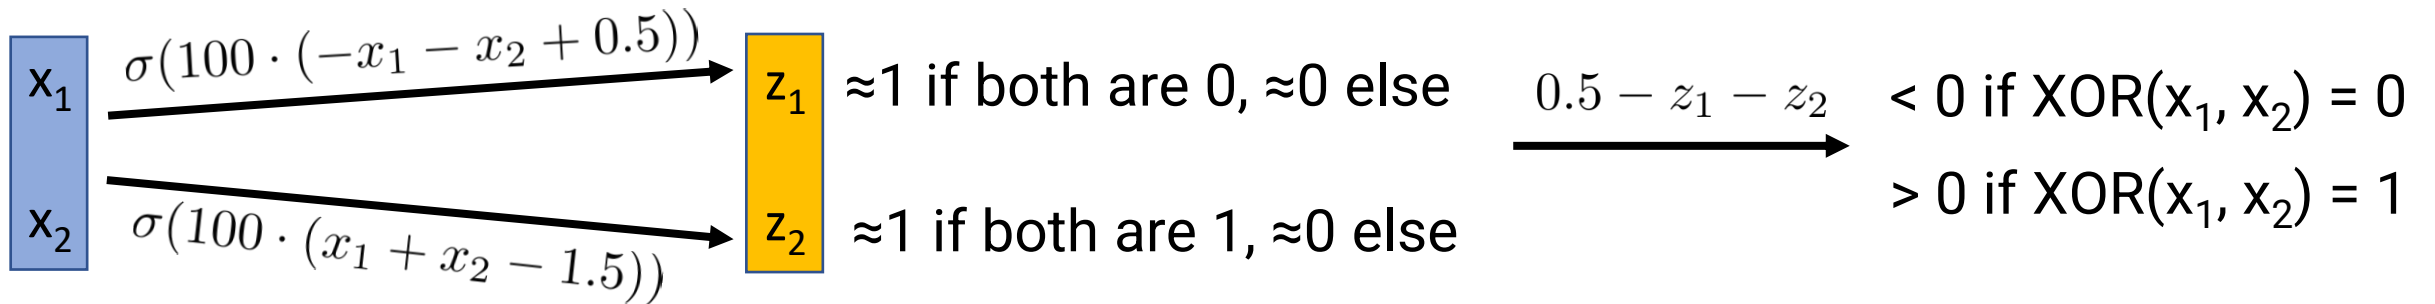 x₁
x₂
σ(100 · (−x₁ − x₂ + 0.5))
σ(100 · (x₁ + x₂ − 1.5))
z₁
z₂
≈1 if both are 0, ≈0 else
≈1 if both are 1, ≈0 else
0.5 − z₁ − z₂
< 0 if XOR(x₁, x₂) = 0
> 0 if XOR(x₁, x₂) = 1